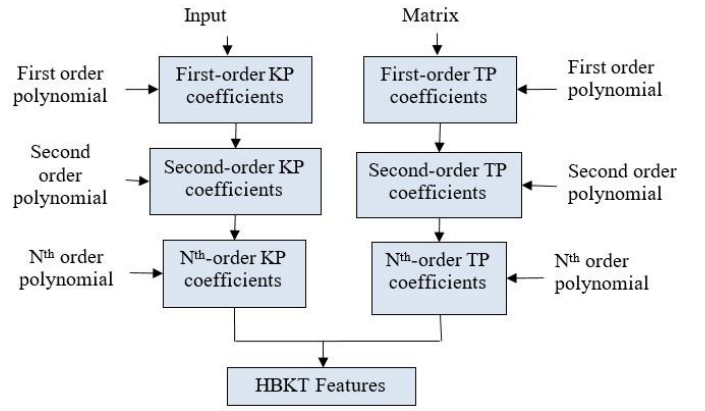 Input
Matrix
First order
polynomial
First-order KP
coefficients
First-order TP
coefficients
First order
polynomial
Second
order
polynomial
Second-order KP
coefficients
Second-order TP
coefficients
Second order
polynomial
Nth order
polynomial
Nth-order KP
coefficients
Nth-order TP
coefficients
Nth order
polynomial
HBKT Features